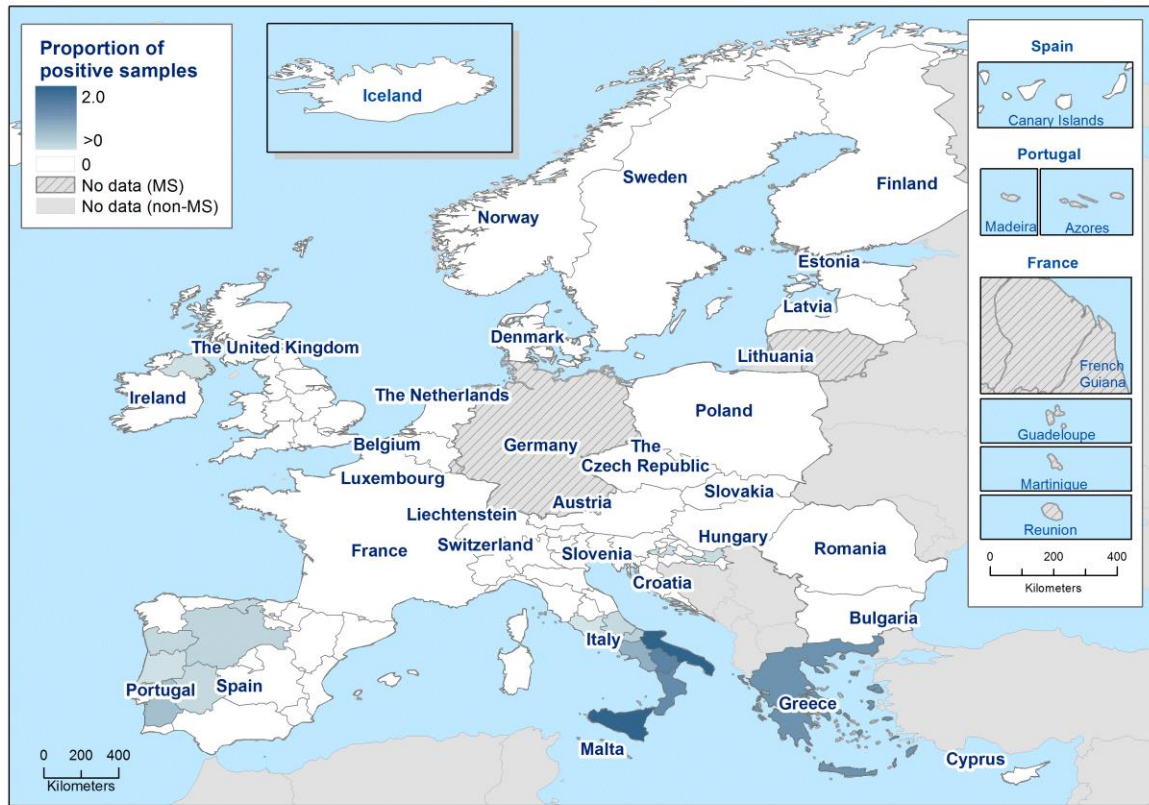 Proportion of
positive samples
2.0
>0
0
No data (MS)
No data (non-MS)
Iceland
Sweden
Finland
Norway
Estonia
Latvia
Denmark
Lithuania
The United Kingdom
Ireland
The Netherlands
Poland
Belgium
Germany
The
Czech Republic
Luxembourg
Slovakia
Austria
Liechtenstein
Hungary
France
Switzerland
Slovenia
Romania
Croatia
Bulgaria
Italy
Portugal
Spain
Greece
Malta
Cyprus
0 200 400
Kilometers
Spain
Canary Islands
Portugal
Madeira
Azores
France
French
Guiana
Guadeloupe
Martinique
Reunion
0 200 400
Kilometers